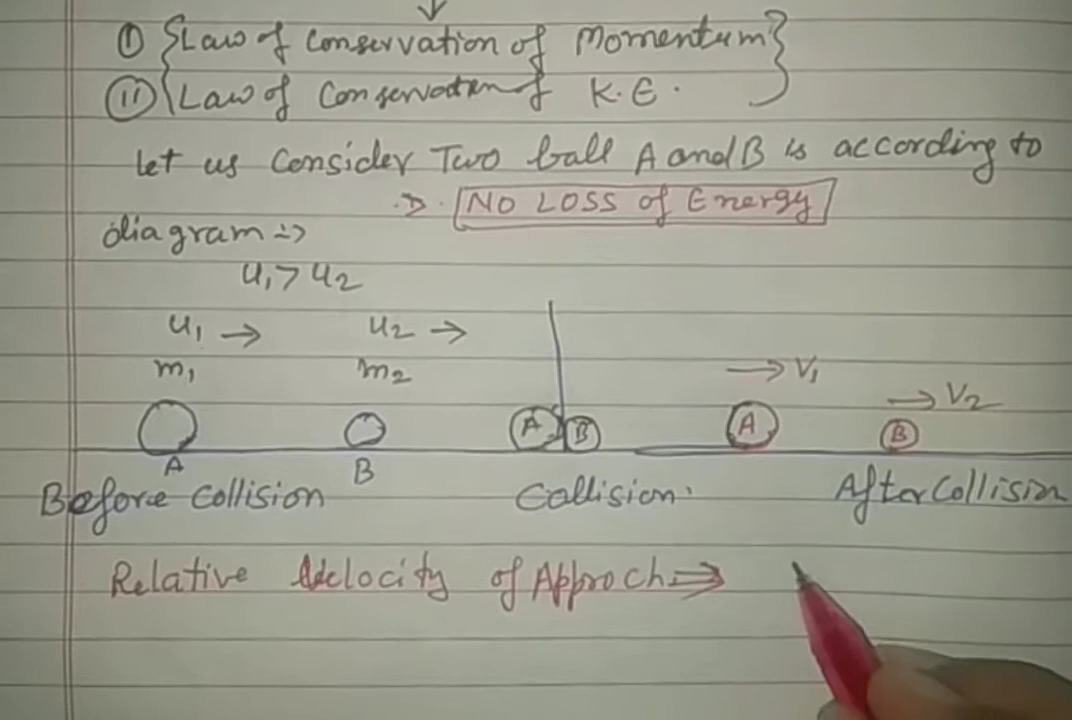 ① {Law of Conservation of Momentum}
(ii) {Law of Conservation of K.E.}
let us Consider Two ball A and B is according to
⇒ NO LOSS of Energy
diagram ⇒
u₁ > u₂
u₁ → u₂ →
m₁ m₂ → V₁
→ V₂
A B A B
A B
Before Collision Collision. After Collision
Relative Velocity of Approch ⇒